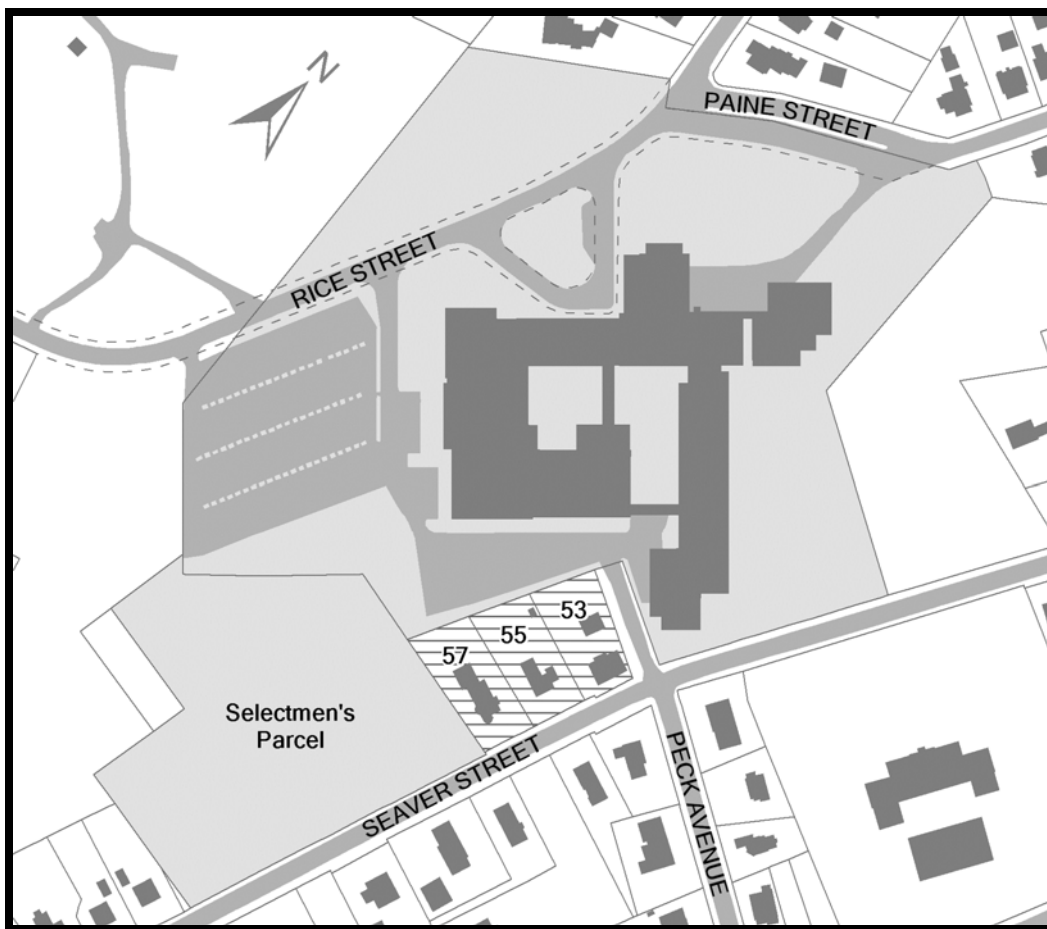 N
PAINE STREET
RICE STREET
53
55
57
Selectmen's
Parcel
SEAVER STREET
PECK AVENUE